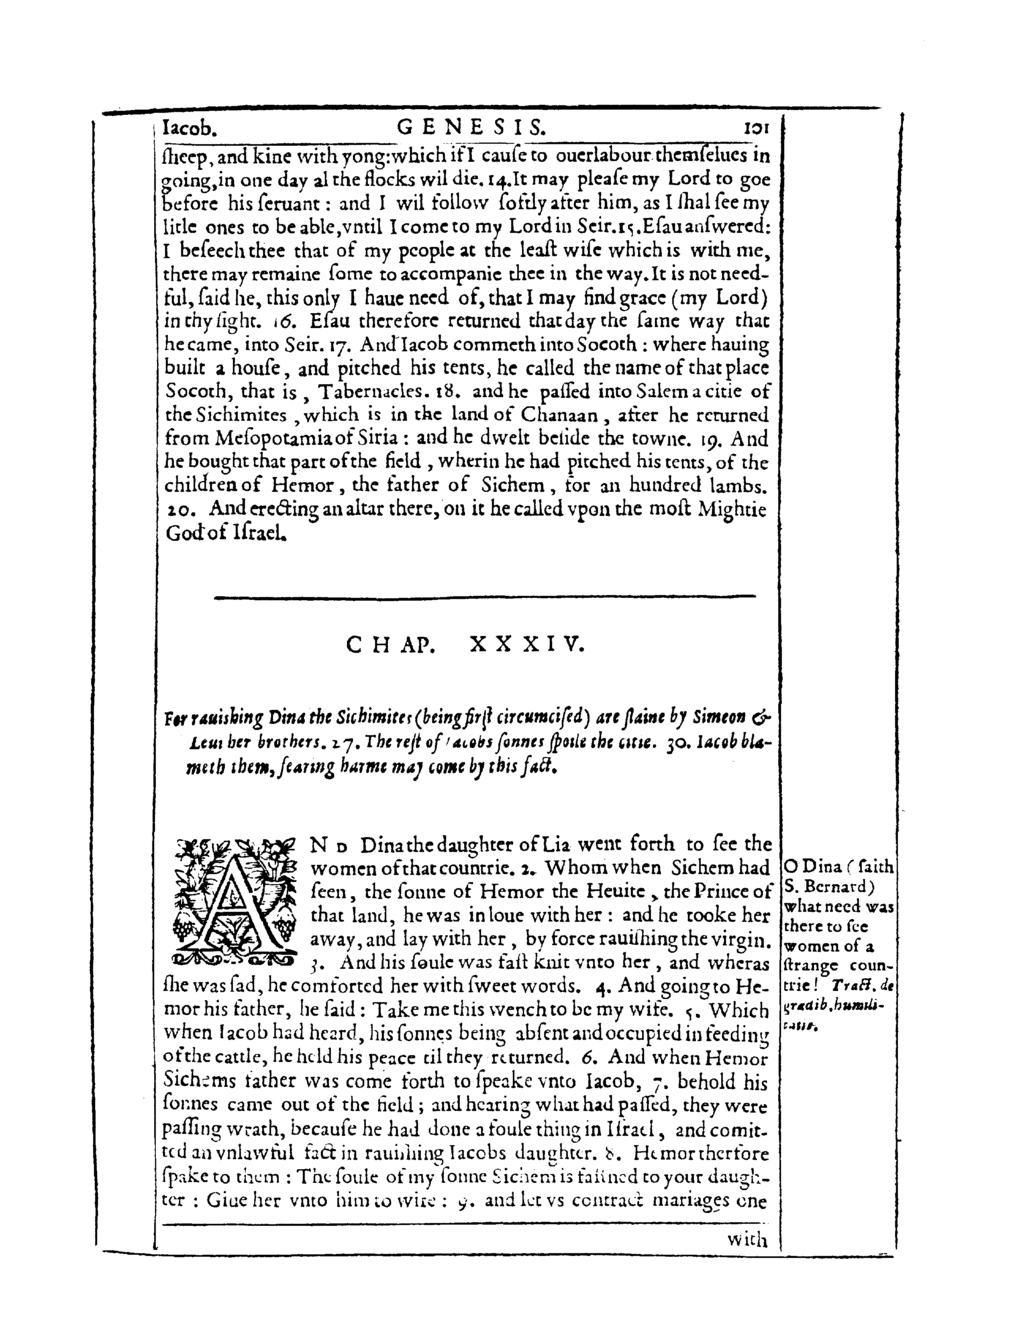 Iacob. GENESIS. 101
ſheep, and kine with yong: which if I cauſe to ouerlabour themſelues in
going, in one day al the flocks wil die. 14. It may pleaſe my Lord to goe
before his ſeruant : and I wil follow ſoftly after him, as I ſhal ſee my
litle ones to be able, vntil I come to my Lord in Seir. 15. Eſau anſwered:
I beſeech thee that of my people at the leaſt wiſe which is with me,
there may remaine ſome to accompanie thee in the way. It is not need-
ful, ſaid he, this only I haue need of, that I may find grace (my Lord)
in thy ſight. 16. Eſau therefore returned that day the ſame way that
he came, into Seir. 17. And Iacob commeth into Socoth : where hauing
built a houſe, and pitched his tents, he called the name of that place
Socoth, that is, Tabernacles. 18. and he paſſed into Salem a citie of
the Sichimites, which is in the land of Chanaan, after he returned
from Meſopotamia of Siria : and he dwelt beſide the towne. 19. And
he bought that part of the field, wherin he had pitched his tents, of the
children of Hemor, the father of Sichem, for an hundred lambs.
20. And erecting an altar there, on it he called vpon the moſt Mightie
God of Iſrael.
CHAP. XXXIV.
For rauishing Dina the Sichimites (being firſt circumciſed) are ſlaine by Simeon &
Leui her brothers. 27. The reſt of Iacobs ſonnes ſpoile the citie. 30. Iacob bla-
meth them, fearing harme may come by this fact.
AND Dina the daughter of Lia went forth to ſee the
women of that countrie. 2. Whom when Sichem had
ſeen, the ſonne of Hemor the Heuite, the Prince of
that land, he was in loue with her : and he tooke her
away, and lay with her, by force rauiſhing the virgin.
3. And his ſoule was faſt knit vnto her, and wheras
ſhe was ſad, he comforted her with ſweet words. 4. And going to He-
mor his father, he ſaid : Take me this wench to be my wife. 5. Which
when Iacob had heard, his ſonnes being abſent and occupied in feeding
of the cattle, he held his peace til they returned. 6. And when Hemor
Sichems father was come forth to ſpeake vnto Iacob, 7. behold his
ſonnes came out of the field ; and hearing what had paſſed, they were
paſſing wrath, becauſe he had done a foule thing in Iſrael, and comit-
ted an vnlawful fact in rauiſhing Iacobs daughter. 8. Hemor therfore
ſpake to them : The ſoule of my ſonne Sichem is faſtned to your daugh-
ter : Giue her vnto him to wife : 9. and let vs contract mariages one
with
O Dina (ſaith
S. Bernard)
what need was
there to ſee
women of a
ſtrange coun-
trie! Tract. de
gradib. humili-
tatis.